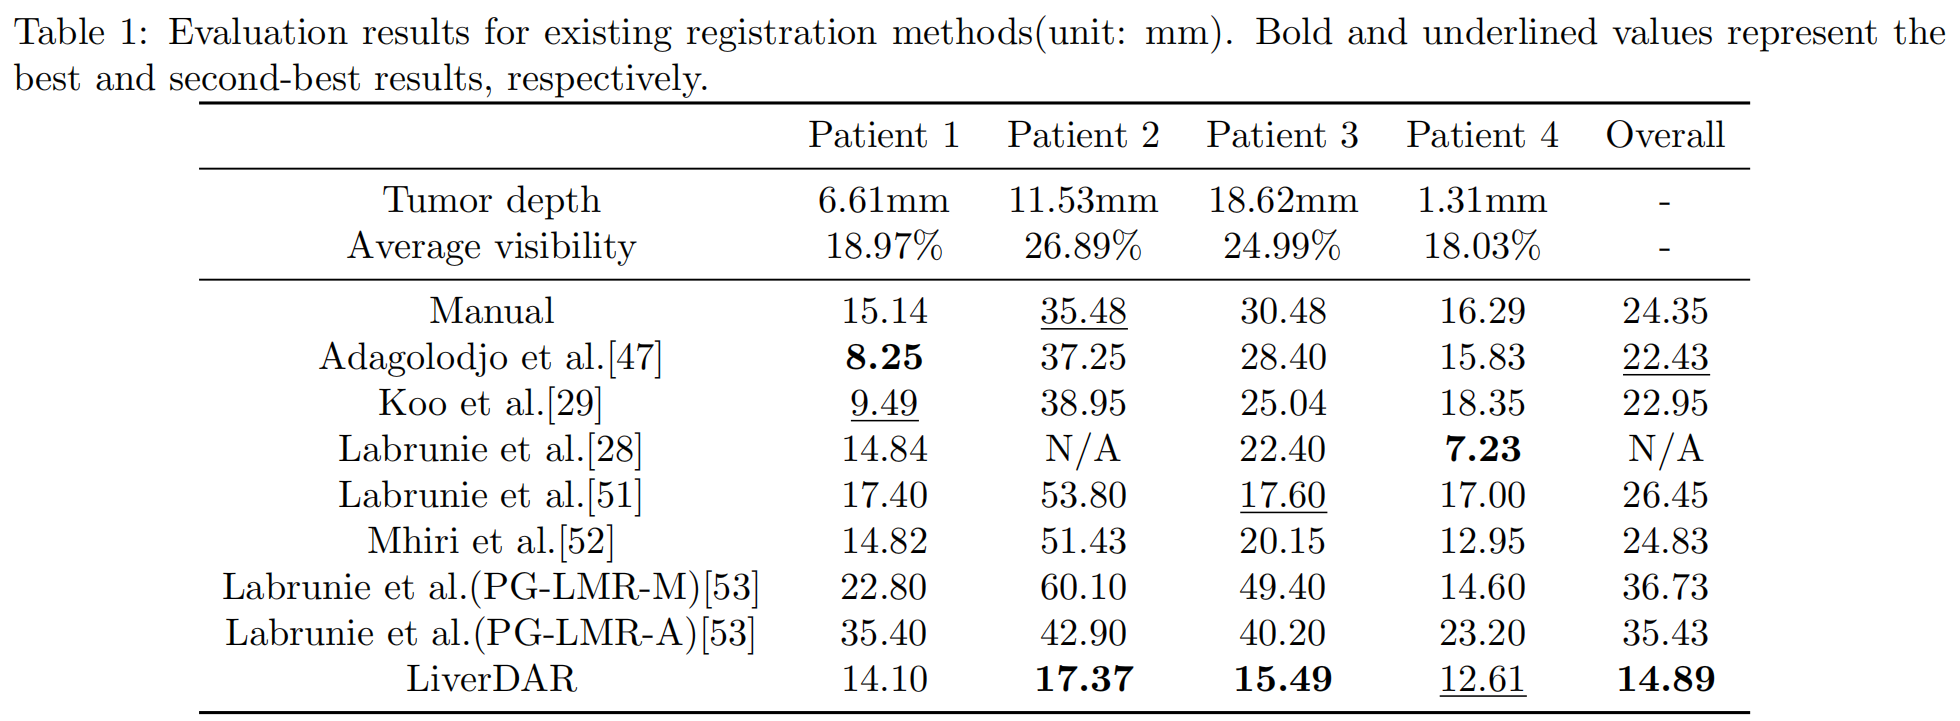 Table 1: Evaluation results for existing registration methods(unit: mm). Bold and underlined values represent the
best and second-best results, respectively.
Patient 1 Patient 2 Patient 3 Patient 4 Overall
Tumor depth 6.61mm 11.53mm 18.62mm 1.31mm -
Average visibility 18.97% 26.89% 24.99% 18.03% -
Manual 15.14 35.48 30.48 16.29 24.35
Adagolodjo et al.[47] 8.25 37.25 28.40 15.83 22.43
Koo et al.[29] 9.49 38.95 25.04 18.35 22.95
Labrunie et al.[28] 14.84 N/A 22.40 7.23 N/A
Labrunie et al.[51] 17.40 53.80 17.60 17.00 26.45
Mhiri et al.[52] 14.82 51.43 20.15 12.95 24.83
Labrunie et al.(PG-LMR-M)[53] 22.80 60.10 49.40 14.60 36.73
Labrunie et al.(PG-LMR-A)[53] 35.40 42.90 40.20 23.20 35.43
LiverDAR 14.10 17.37 15.49 12.61 14.89